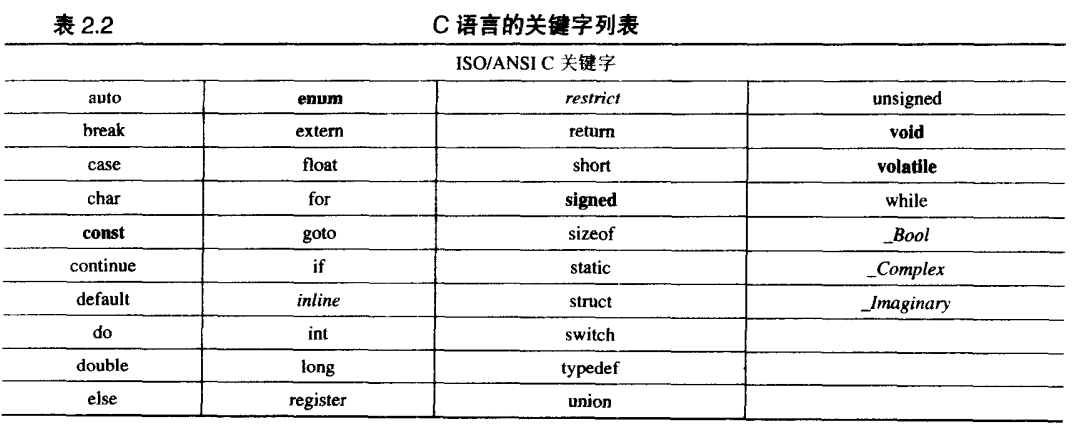 表 2.2 C 语言的关键字列表
ISO/ANSI C 关键字
auto enum restrict unsigned
break extern return void
case float short volatile
char for signed while
const goto sizeof _Bool
continue if static _Complex
default inline struct _Imaginary
do int switch
double long typedef
else register union